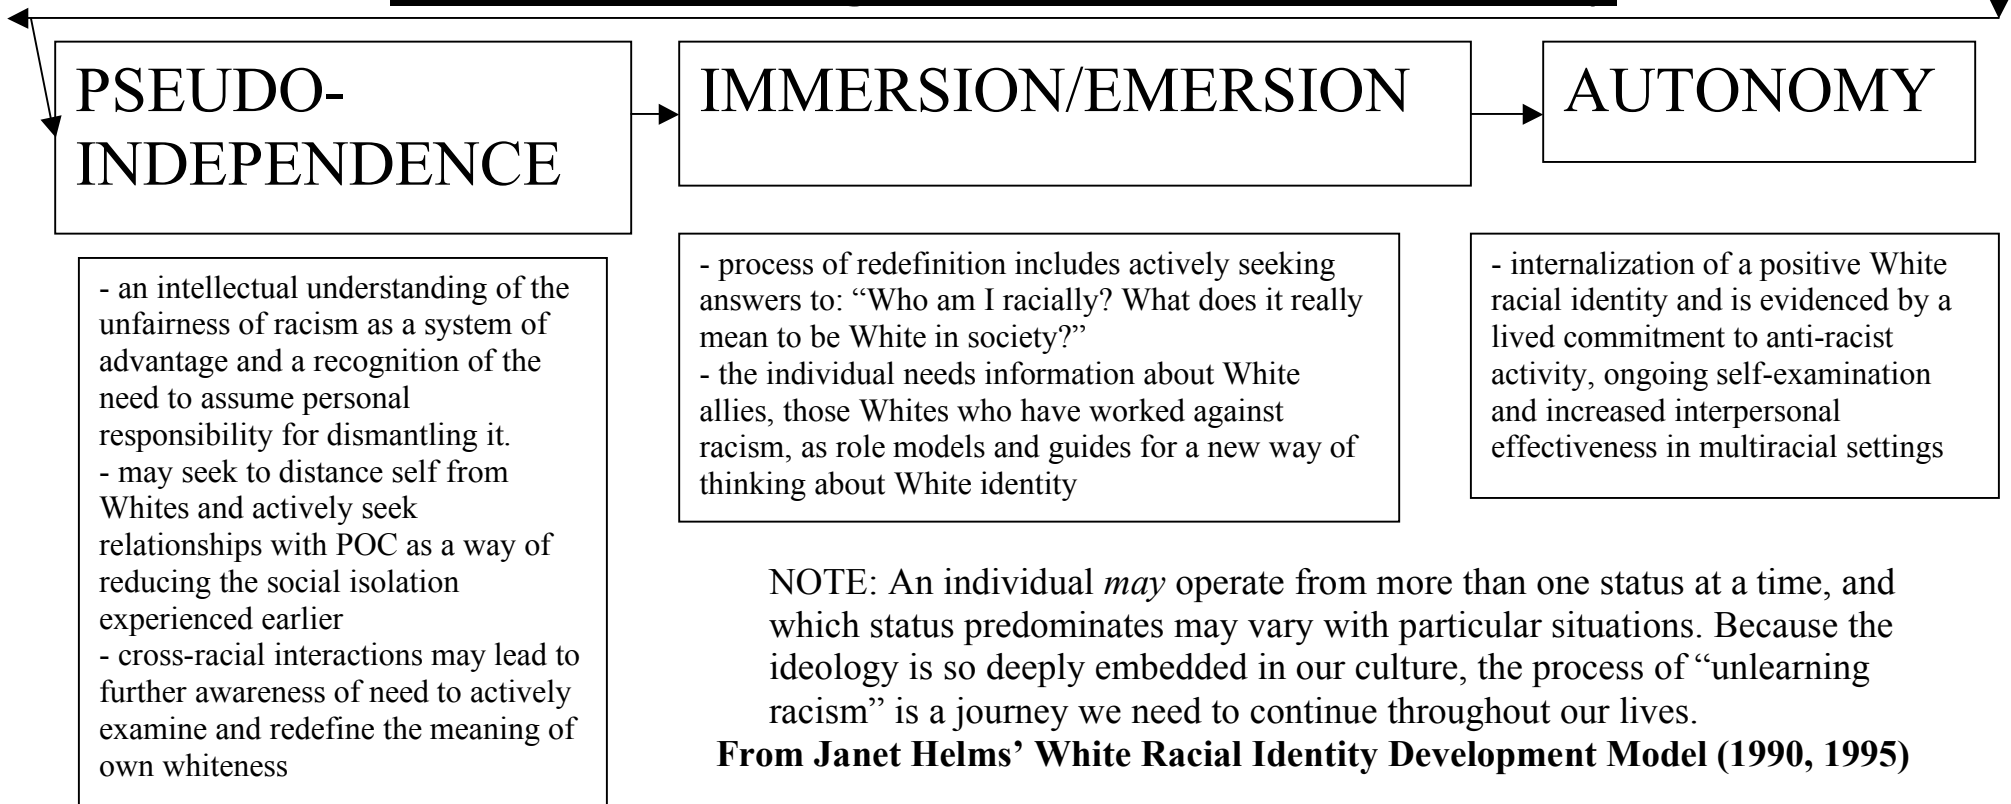 PSEUDO-
INDEPENDENCE
IMMERSION/EMERSION
AUTONOMY
- an intellectual understanding of the
unfairness of racism as a system of
advantage and a recognition of the
need to assume personal
responsibility for dismantling it.
- may seek to distance self from
Whites and actively seek
relationships with POC as a way of
reducing the social isolation
experienced earlier
- cross-racial interactions may lead to
further awareness of need to actively
examine and redefine the meaning of
own whiteness
- process of redefinition includes actively seeking
answers to: “Who am I racially? What does it really
mean to be White in society?”
- the individual needs information about White
allies, those Whites who have worked against
racism, as role models and guides for a new way of
thinking about White identity
- internalization of a positive White
racial identity and is evidenced by a
lived commitment to anti-racist
activity, ongoing self-examination
and increased interpersonal
effectiveness in multiracial settings
NOTE: An individual may operate from more than one status at a time, and
which status predominates may vary with particular situations. Because the
ideology is so deeply embedded in our culture, the process of “unlearning
racism” is a journey we need to continue throughout our lives.
From Janet Helms’ White Racial Identity Development Model (1990, 1995)